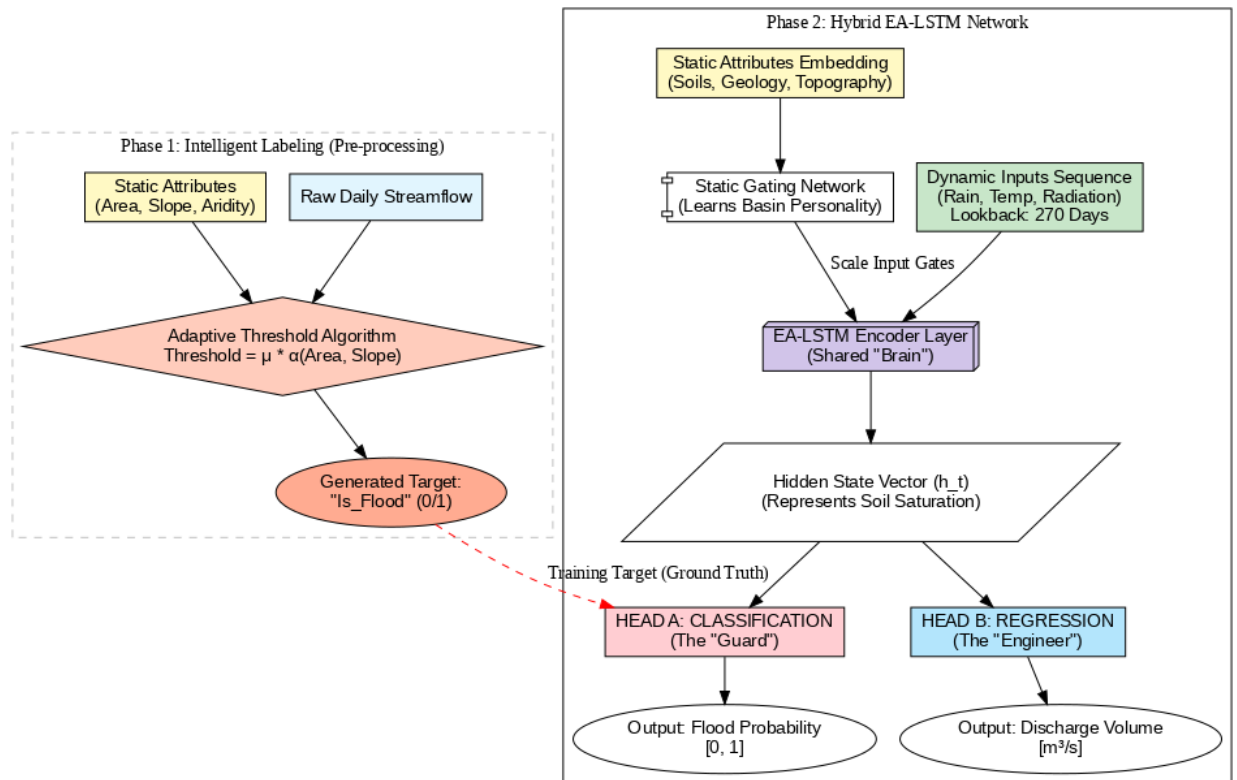 Phase 2: Hybrid EA-LSTM Network
Static Attributes Embedding
(Soils, Geology, Topography)
Phase 1: Intelligent Labeling (Pre-processing)
Static Attributes
(Area, Slope, Aridity)
Raw Daily Streamflow
Static Gating Network
(Learns Basin Personality)
Dynamic Inputs Sequence
(Rain, Temp, Radiation)
Lookback: 270 Days
Scale Input Gates
Adaptive Threshold Algorithm
Threshold = μ * α(Area, Slope)
EA-LSTM Encoder Layer
(Shared "Brain")
Generated Target:
"Is_Flood" (0/1)
Hidden State Vector (h_t)
(Represents Soil Saturation)
Training Target (Ground Truth)
HEAD A: CLASSIFICATION
(The "Guard")
HEAD B: REGRESSION
(The "Engineer")
Output: Flood Probability
[0, 1]
Output: Discharge Volume
[m³/s]